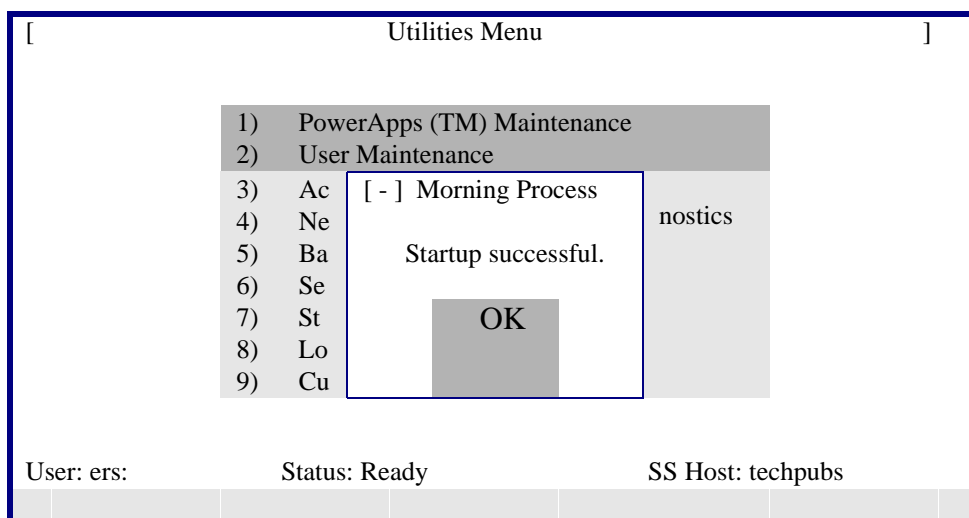 [ Utilities Menu ]
1) PowerApps (TM) Maintenance
2) User Maintenance
3) Ac
[ - ] Morning Process
4) Ne
nostics
5) Ba
Startup successful.
6) Se
7) St
OK
8) Lo
9) Cu
User: ers: Status: Ready SS Host: techpubs